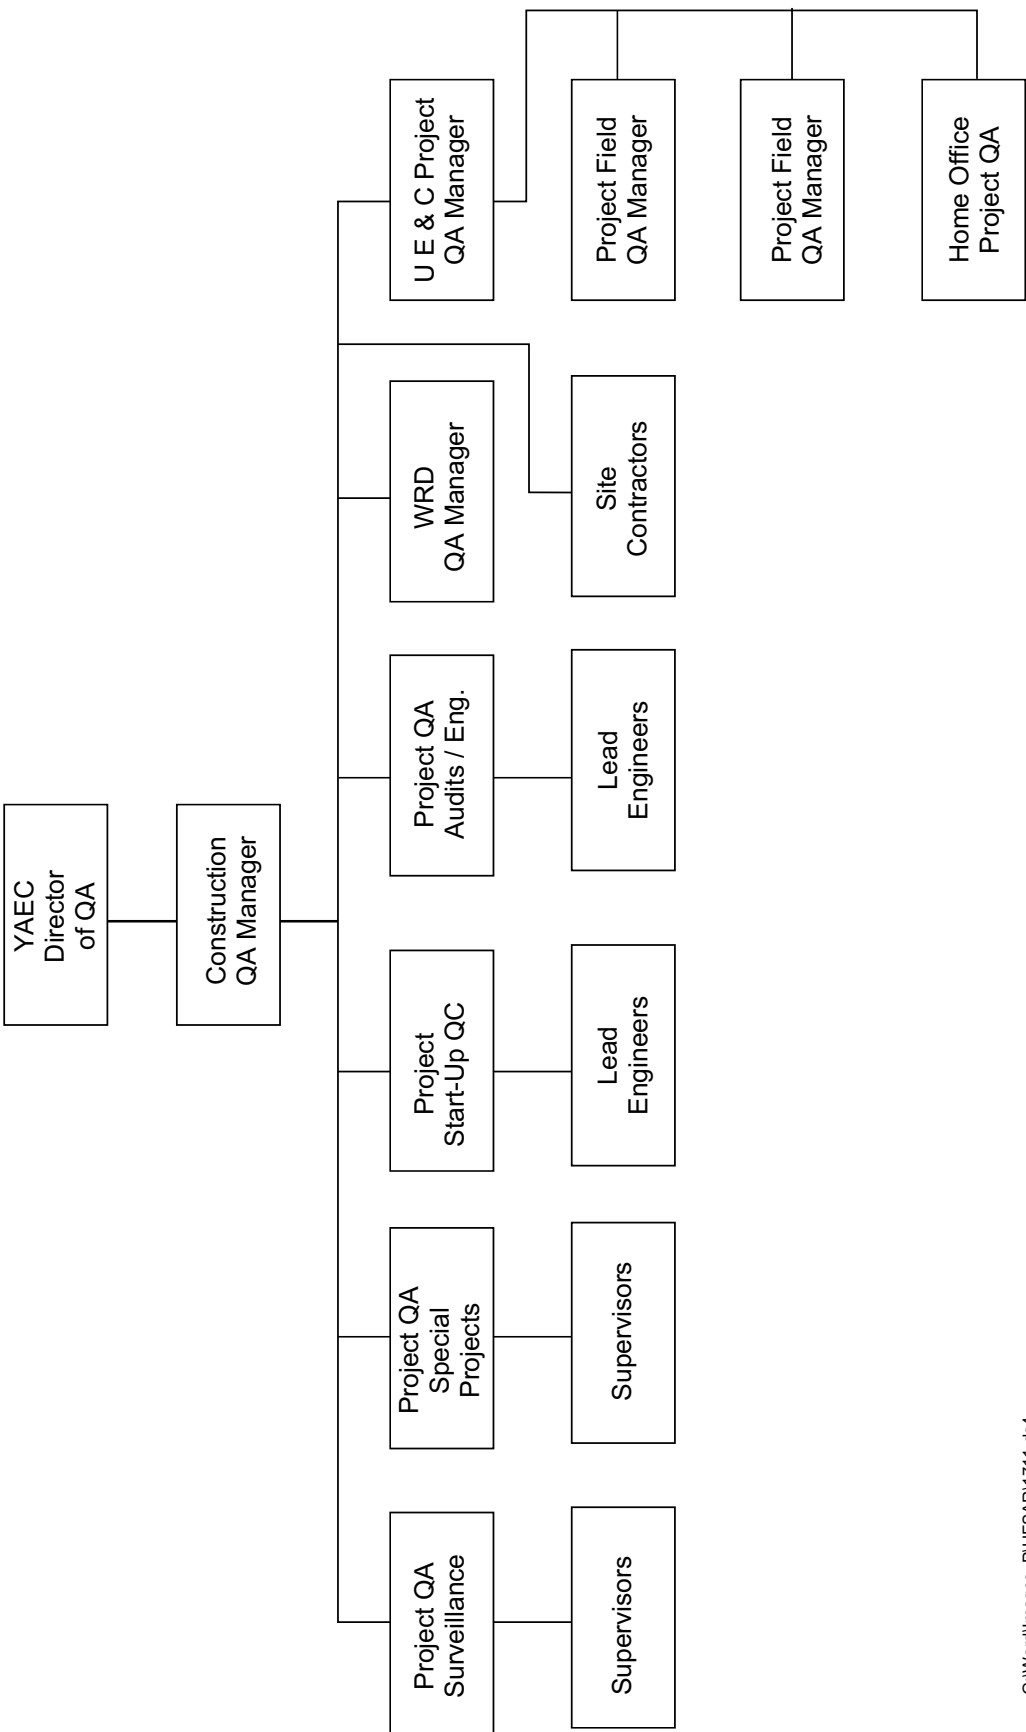 YAEC
Director
of QA
Construction
QA Manager
Project QA
Surveillance
Project QA
Special
Projects
Project
Start-Up QC
Project QA
Audits / Eng.
WRD
QA Manager
U E & C Project
QA Manager
Supervisors
Supervisors
Lead
Engineers
Lead
Engineers
Site
Contractors
Project Field
QA Manager
Project Field
QA Manager
Home Office
Project QA